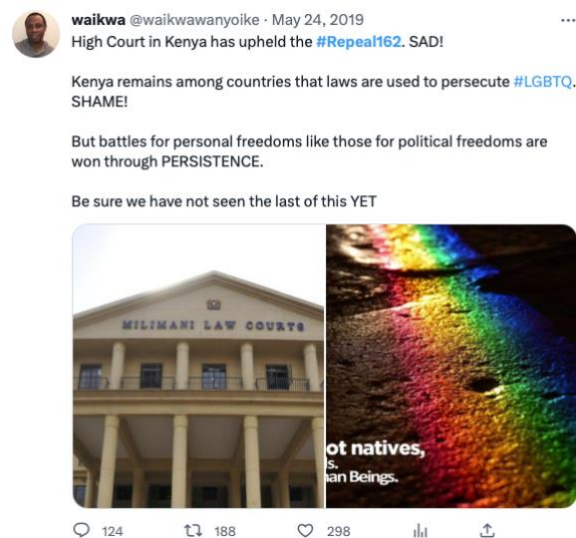 waikwa @waikwawanyoike · May 24, 2019
High Court in Kenya has upheld the #Repeal162. SAD!
Kenya remains among countries that laws are used to persecute #LGBTQ.
SHAME!
But battles for personal freedoms like those for political freedoms are
won through PERSISTENCE.
Be sure we have not seen the last of this YET
MILIMANI LAW COURTS
ot natives,
s.
an Beings.
124 188 298